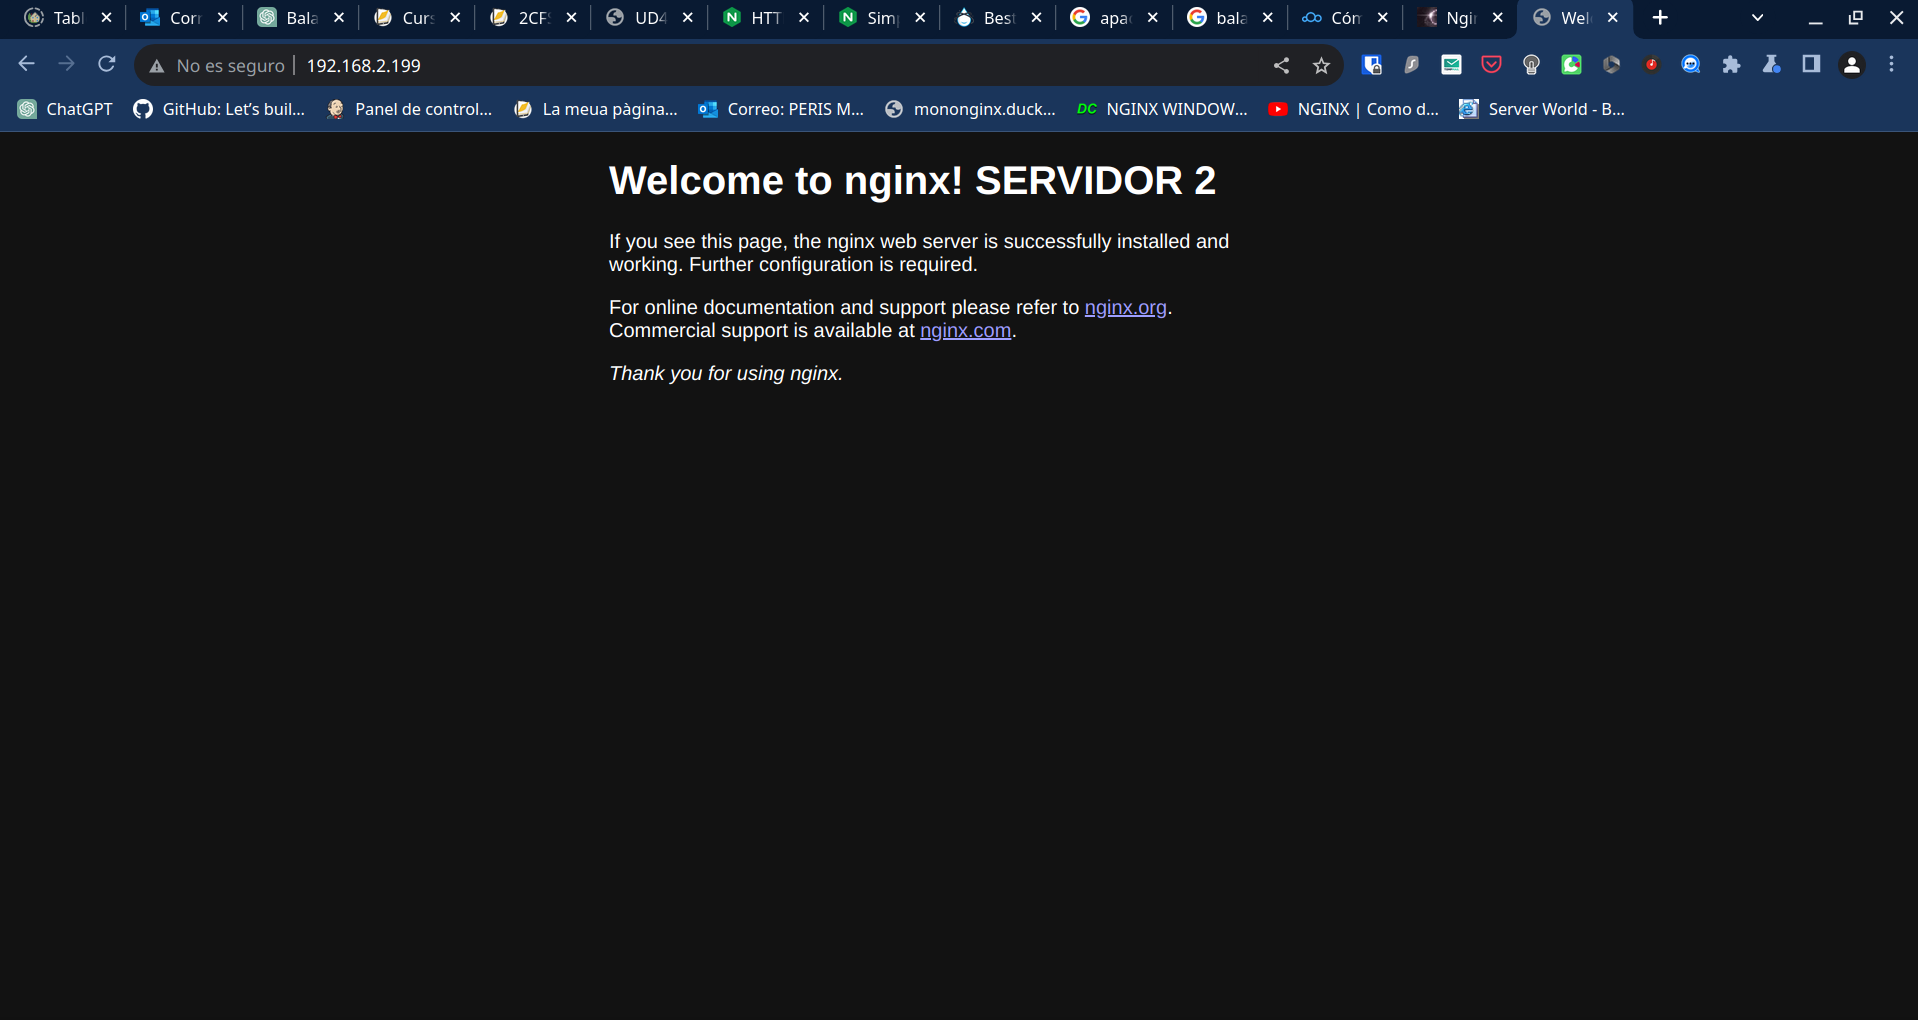 Tabl
Corr
Bala
Curs
2CFS
UD4
HTT
Simp
Best
apac
bala
Cóm
Ngin
Wel
No es seguro | 192.168.2.199
ChatGPT
GitHub: Let’s buil...
Panel de control...
La meua pàgina...
Correo: PERIS M...
mononginx.duck...
DC NGINX WINDOW...
NGINX | Como d...
Server World - B...
Welcome to nginx! SERVIDOR 2
If you see this page, the nginx web server is successfully installed and
working. Further configuration is required.
For online documentation and support please refer to nginx.org.
Commercial support is available at nginx.com.
Thank you for using nginx.